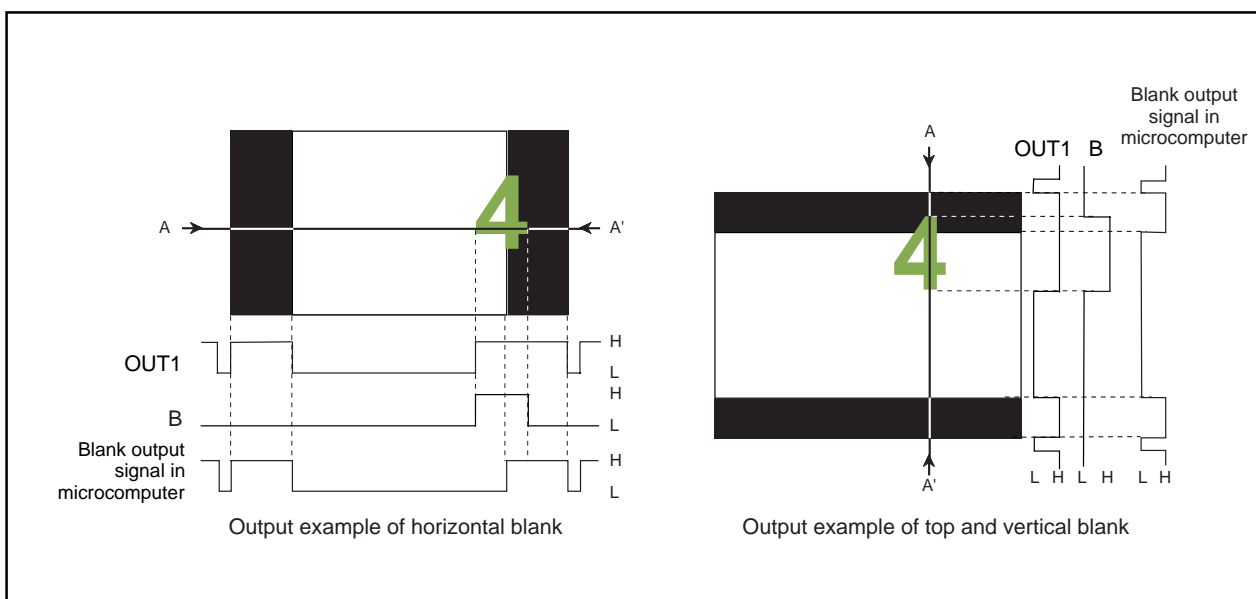 A
4
A'
OUT1
H
L
B
H
L
Blank output
signal in
microcomputer
H
L
Output example of horizontal blank
Blank output
signal in
microcomputer
A
OUT1 B
4
A'
L H L H L H
Output example of top and vertical blank